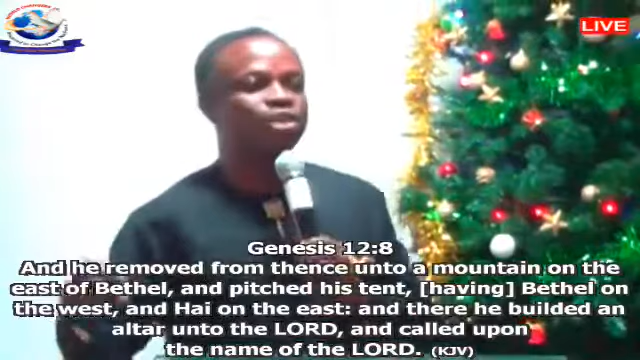 LIVE
Genesis 12:8
And he removed from thence unto a mountain on the
east of Bethel, and pitched his tent, [having] Bethel on
the west, and Hai on the east: and there he builded an
altar unto the LORD, and called upon
the name of the LORD. (KJV)